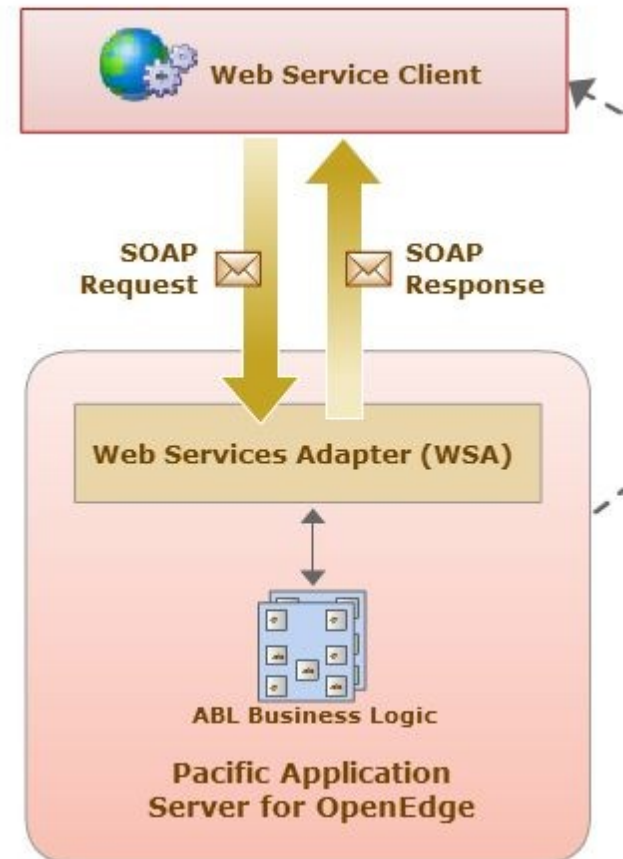 Web Service Client
SOAP
Request
SOAP
Response
Web Services Adapter (WSA)
ABL Business Logic
Pacific Application
Server for OpenEdge